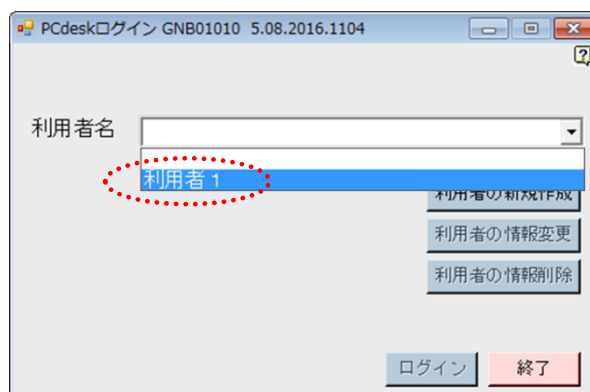 PCdeskログイン GNB01010 5.08.2016.1104
利用者名
利用者1
利用者の新規作成
利用者の情報変更
利用者の情報削除
ログイン 終了